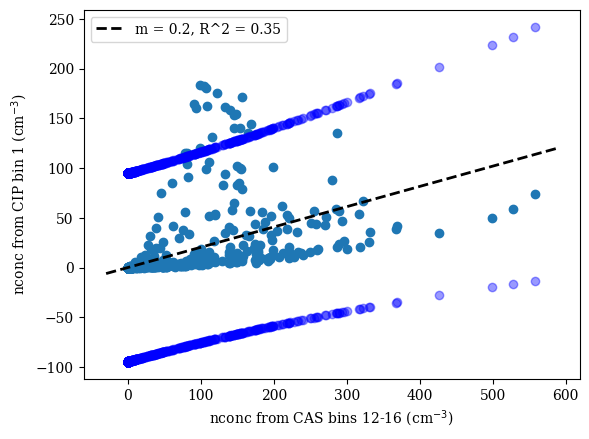 m = 0.2, R^2 = 0.35
250
200
150
100
50
0
−50
−100
nconc from CIP bin 1 (cm⁻³)
0 100 200 300 400 500 600
nconc from CAS bins 12-16 (cm⁻³)